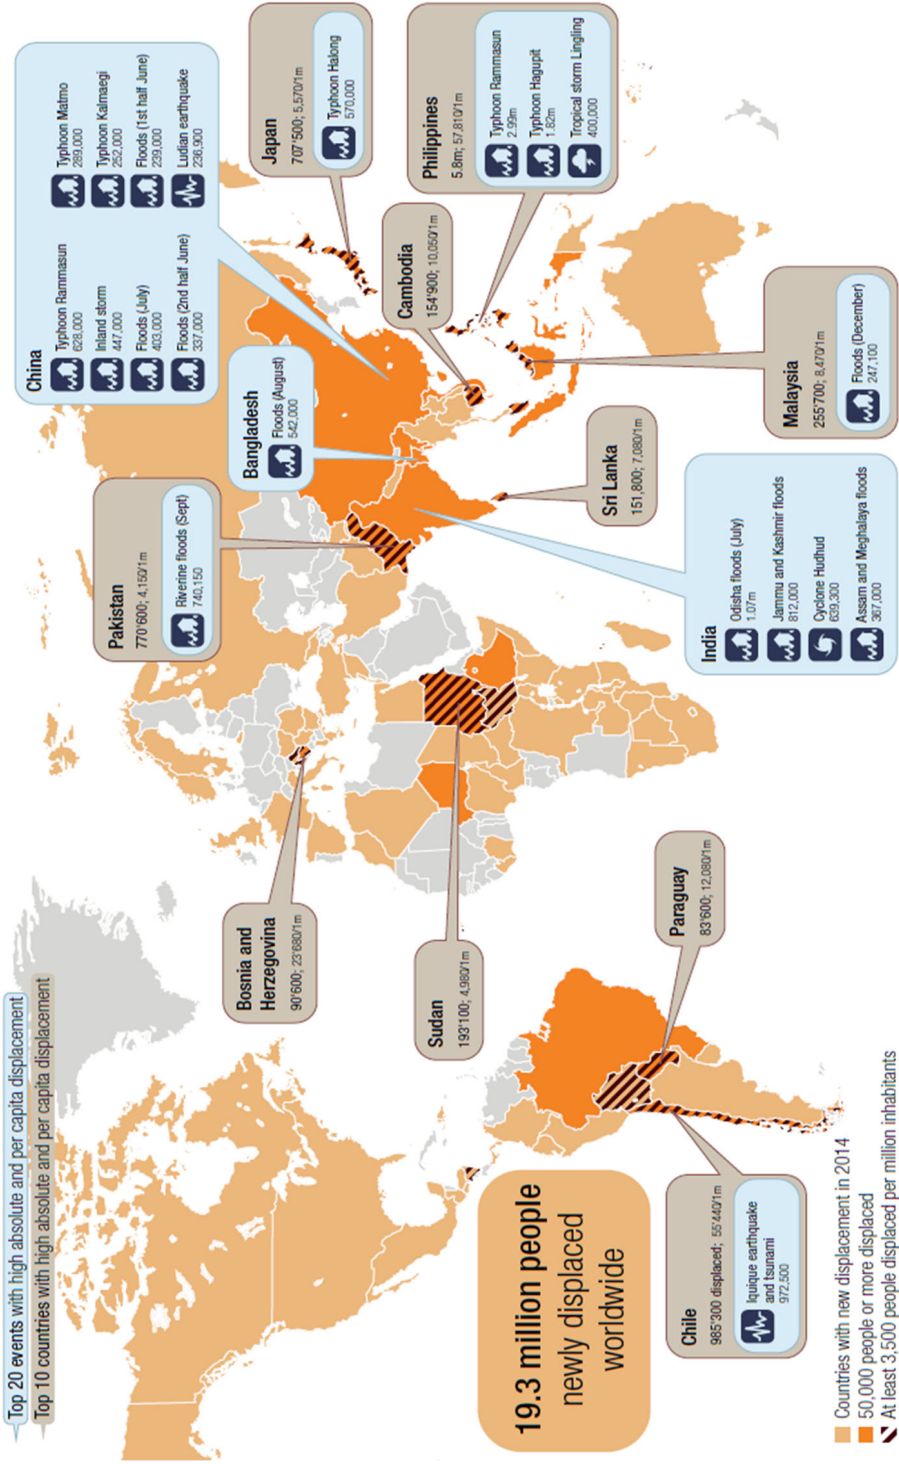 Top 20 events with high absolute and per capita displacement
Top 10 countries with high absolute and per capita displacement
China
Typhoon Rammasun
628,000
Inland storm
447,000
Floods (July)
403,000
Floods (2nd half June)
337,000
Typhoon Matmo
289,000
Typhoon Kalmaegi
252,000
Floods (1st half June)
239,000
Ludian earthquake
236,900
Japan
707'500; 5,570/1m
Typhoon Halong
570,000
Pakistan
770'600; 4,150/1m
Riverine floods (Sept)
740,150
Bangladesh
Floods (August)
542,000
Cambodia
154'900; 10,050/1m
Philippines
5.8m; 57,810/1m
Typhoon Rammasun
2.99m
Typhoon Hagupit
1.82m
Tropical storm Lingling
400,000
Bosnia and
Herzegovina
90'600; 23'680/1m
Sudan
193'100; 4,980/1m
Sri Lanka
151,800; 7,080/1m
Paraguay
83'600; 12,080/1m
Malaysia
255'700; 8,470/1m
Floods (December)
247,100
India
Odisha floods (July)
1.07m
Jammu and Kashmir floods
812,000
Cyclone Hudhud
639,300
Assam and Meghalaya floods
367,000
19.3 million people
newly displaced
worldwide
Chile
985'300 displaced; 55'440/1m
Iquique earthquake
and tsunami
972,500
Countries with new displacement in 2014
50,000 people or more displaced
At least 3,500 people displaced per million inhabitants